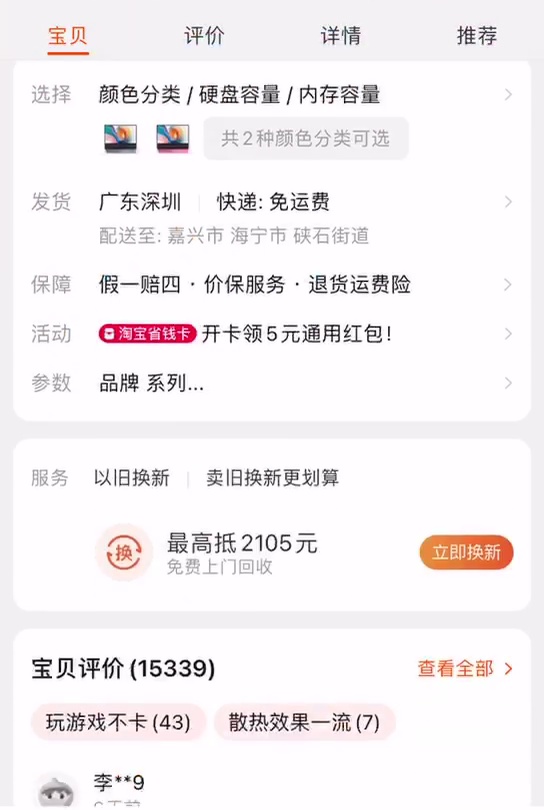 宝贝 评价 详情 推荐
选择 颜色分类 / 硬盘容量 / 内存容量
共2种颜色分类可选
发货 广东深圳 快递: 免运费
配送至: 嘉兴市 海宁市 硖石街道
保障 假一赔四 · 价保服务 · 退货运费险
活动 淘宝省钱卡 开卡领5元通用红包!
参数 品牌 系列...
服务 以旧换新 卖旧换新更划算
换 最高抵2105元
立即换新
免费上门回收
宝贝评价 (15339) 查看全部
玩游戏不卡 (43) 散热效果一流 (7)
李**9